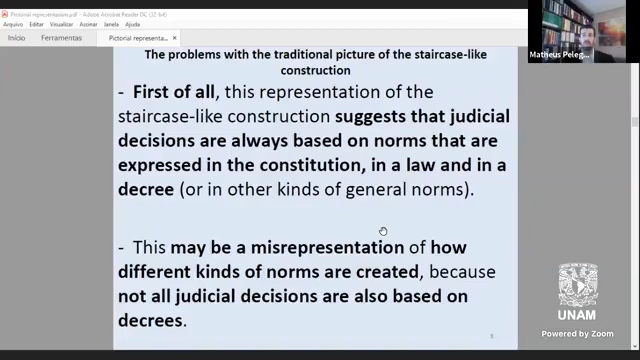 Pictorial representation.pdf - Adobe Acrobat Reader DC (32-bit)
Arquivo Editar Visualizar Assinar Janela Ajuda
Início Ferramentas Pictorial representa... ×
Matheus Peleg...
The problems with the traditional picture of the staircase-like
construction
- First of all, this representation of the
staircase-like construction suggests that judicial
decisions are always based on norms that are
expressed in the constitution, in a law and in a
decree (or in other kinds of general norms).
- This may be a misrepresentation of how
different kinds of norms are created, because
not all judicial decisions are also based on
decrees.
UNAM
Powered by Zoom